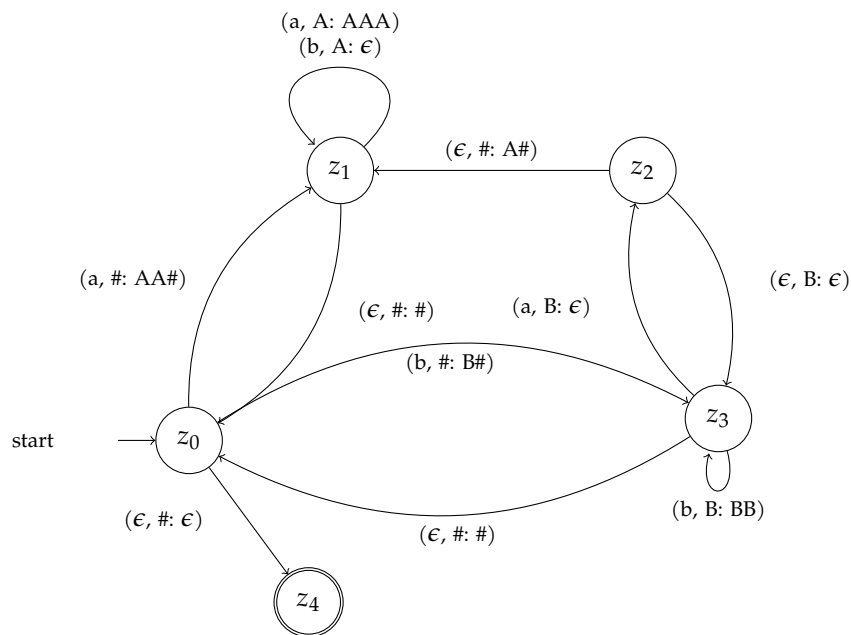 (a, A: AAA)
(b, A: ϵ)
z₁
(ϵ, #: A#)
z₂
(a, #: AA#)
(ϵ, #: #)
(a, B: ϵ)
(ϵ, B: ϵ)
(b, #: B#)
z₃
start
z₀
(b, B: BB)
(ϵ, #: ϵ)
(ϵ, #: #)
z₄